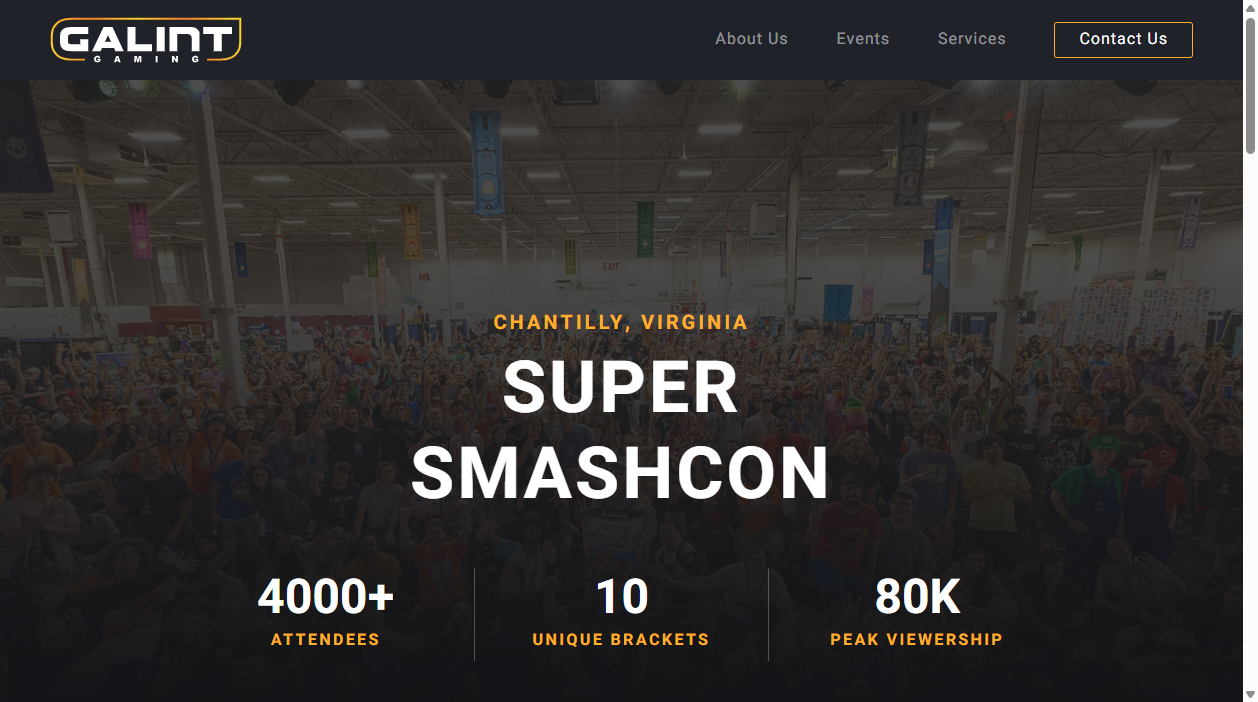 GALINT
GAMING
About Us
Events
Services
Contact Us
EXIT
CHANTILLY, VIRGINIA
SUPER
SMASHCON
4000+
10
80K
ATTENDEES
UNIQUE BRACKETS
PEAK VIEWERSHIP